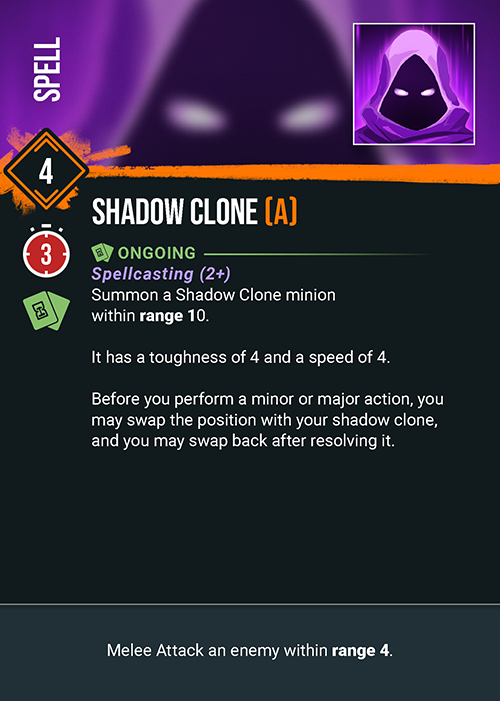 SPELL
4
SHADOW CLONE (A)
3
ONGOING
Spellcasting (2+)
Summon a Shadow Clone minion
within range 10.
It has a toughness of 4 and a speed of 4.
Before you perform a minor or major action, you
may swap the position with your shadow clone,
and you may swap back after resolving it.
Melee Attack an enemy within range 4.